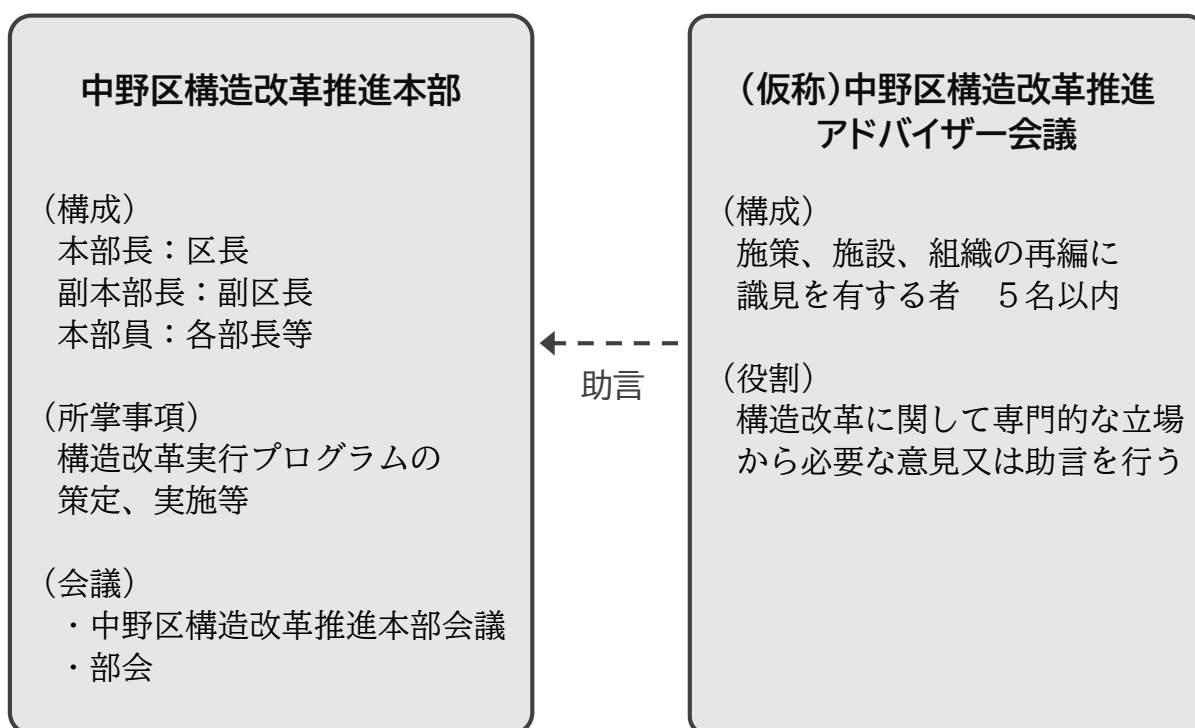 中野区構造改革推進本部
（構成）
本部長：区長
副本部長：副区長
本部員：各部長等
（所掌事項）
構造改革実行プログラムの
策定、実施等
（会議）
・中野区構造改革推進本部会議
・部会
助言
（仮称）中野区構造改革推進
アドバイザー会議
（構成）
施策、施設、組織の再編に
識見を有する者　５名以内
（役割）
構造改革に関して専門的な立場
から必要な意見又は助言を行う